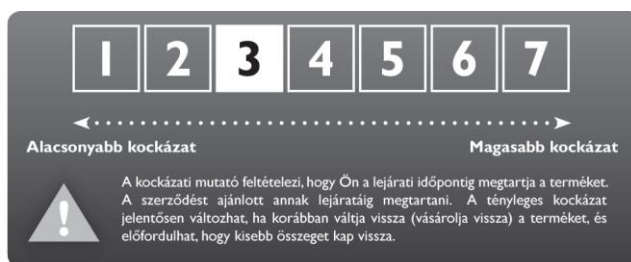 1 2 3 4 5 6 7
Alacsonyabb kockázat Magasabb kockázat
A kockázati mutató feltételezi, hogy Ön a lejárati időpontig megtartja a terméket.
A szerződést ajánlott annak lejáratáig megtartani. A tényleges kockázat
jelentősen változhat, ha korábban váltja vissza (vásárolja vissza) a terméket, és
előfordulhat, hogy kisebb összeget kap vissza.